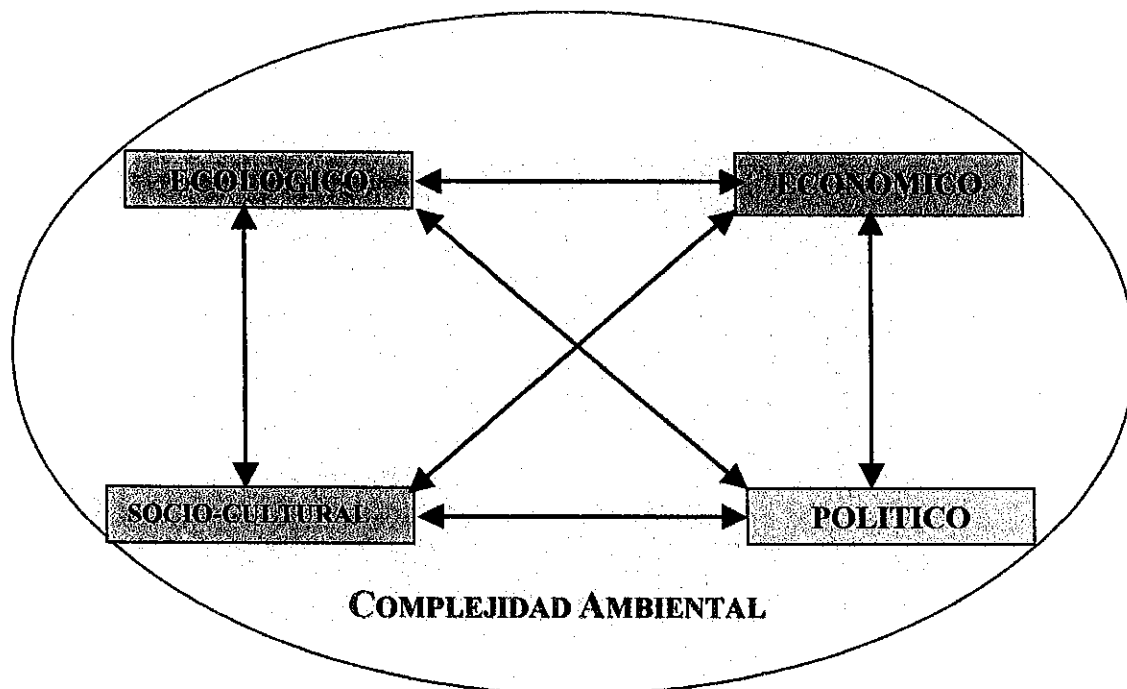 ECOLOGICO
ECONOMICO
SOCIO-CULTURAL
POLITICO
COMPLEJIDAD AMBIENTAL